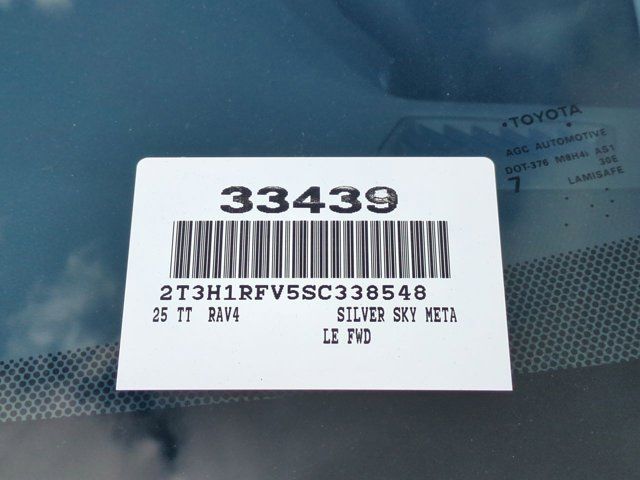 TOYOTA
AGC AUTOMOTIVE
DOT-376 M8H4I AS1
30E
7 LAMISAFE
33439
2T3H1RFV5SC338548
25 TT RAV4 SILVER SKY META
LE FWD